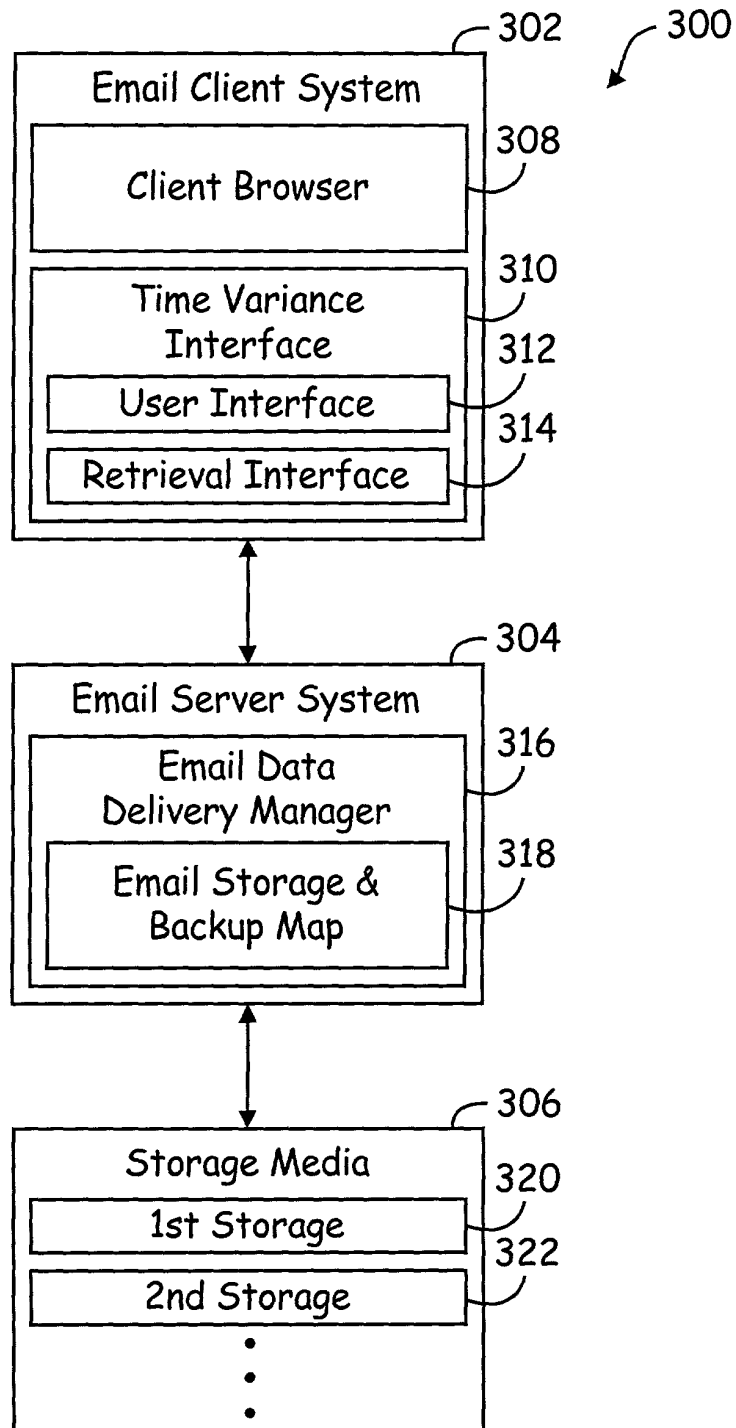 302
300
Email Client System
308
Client Browser
310
Time Variance
Interface
312
User Interface
314
Retrieval Interface
304
Email Server System
316
Email Data
Delivery Manager
318
Email Storage &
Backup Map
306
Storage Media
320
1st Storage
322
2nd Storage